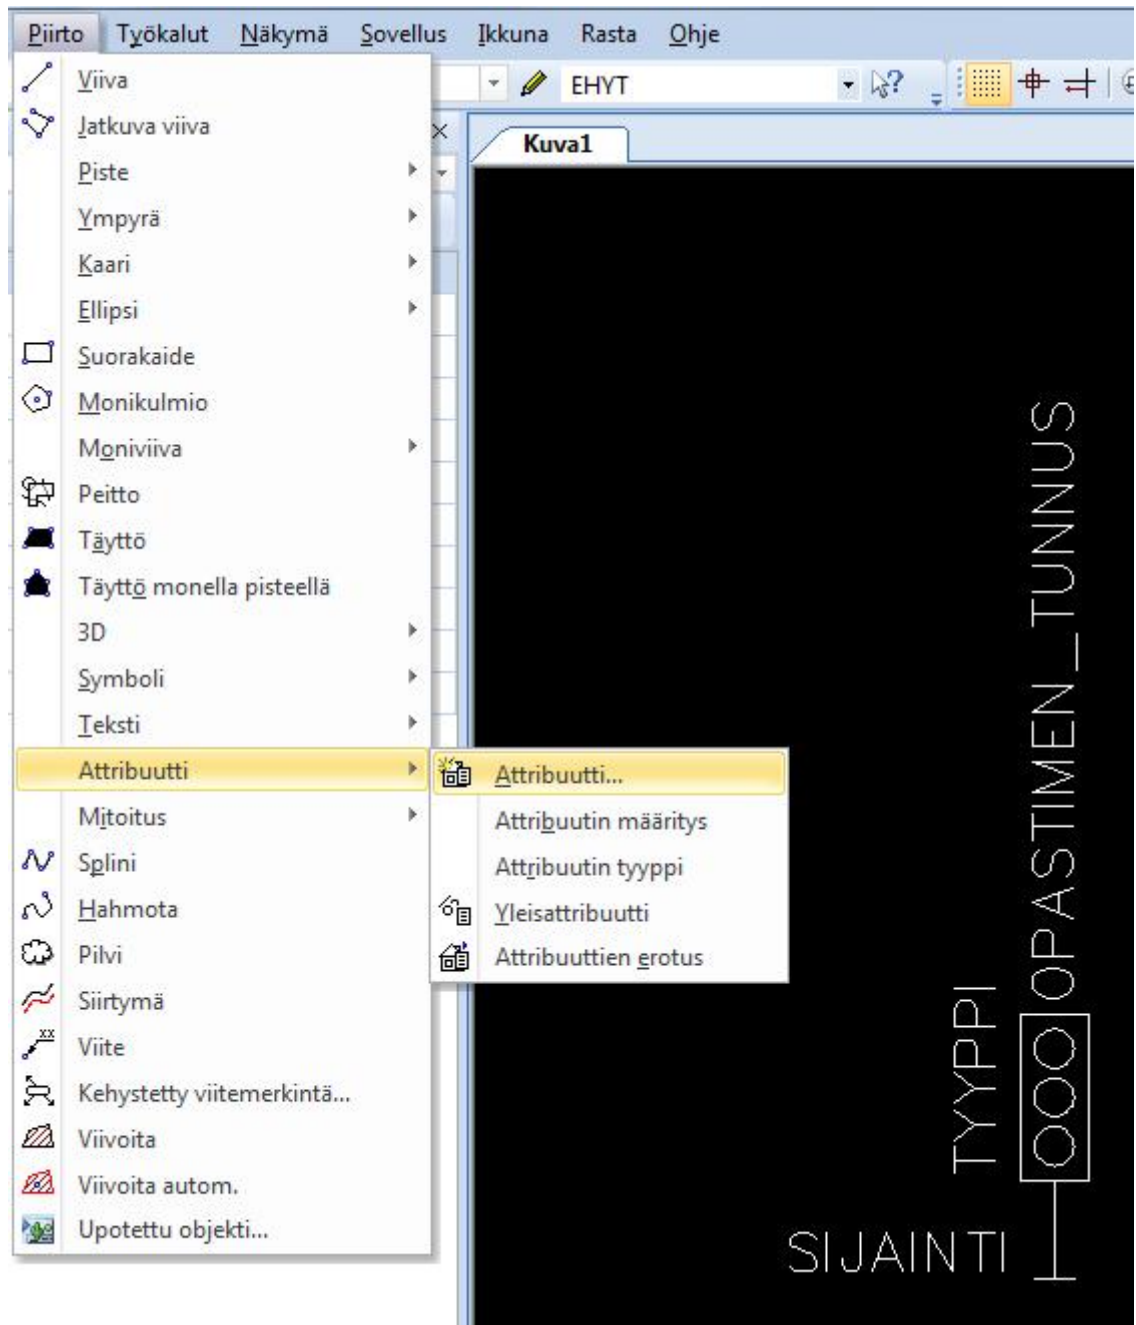 Piirto Työkalut Näkymä Sovellus Ikkuna Rasta Ohje
EHYT
Kuva1
Viiva
Jatkuva viiva
Piste
Ympyrä
Kaari
Ellipsi
Suorakaide
Monikulmio
Moniviiva
Peitto
Täyttö
Täyttö monella pisteellä
3D
Symboli
Teksti
Attribuutti
Mitoitus
Splini
Hahmota
Pilvi
Siirtymä
Viite
Kehystetty viitemerkintä...
Viivoita
Viivoita autom.
Upotettu objekti...
Attribuutti...
Attribuutin määritys
Attributin tyyppi
Yleisattribuutti
Attribuuttien erotus
OPASTIMEN_TUNNUS
TYYPPI
SIJAINTI